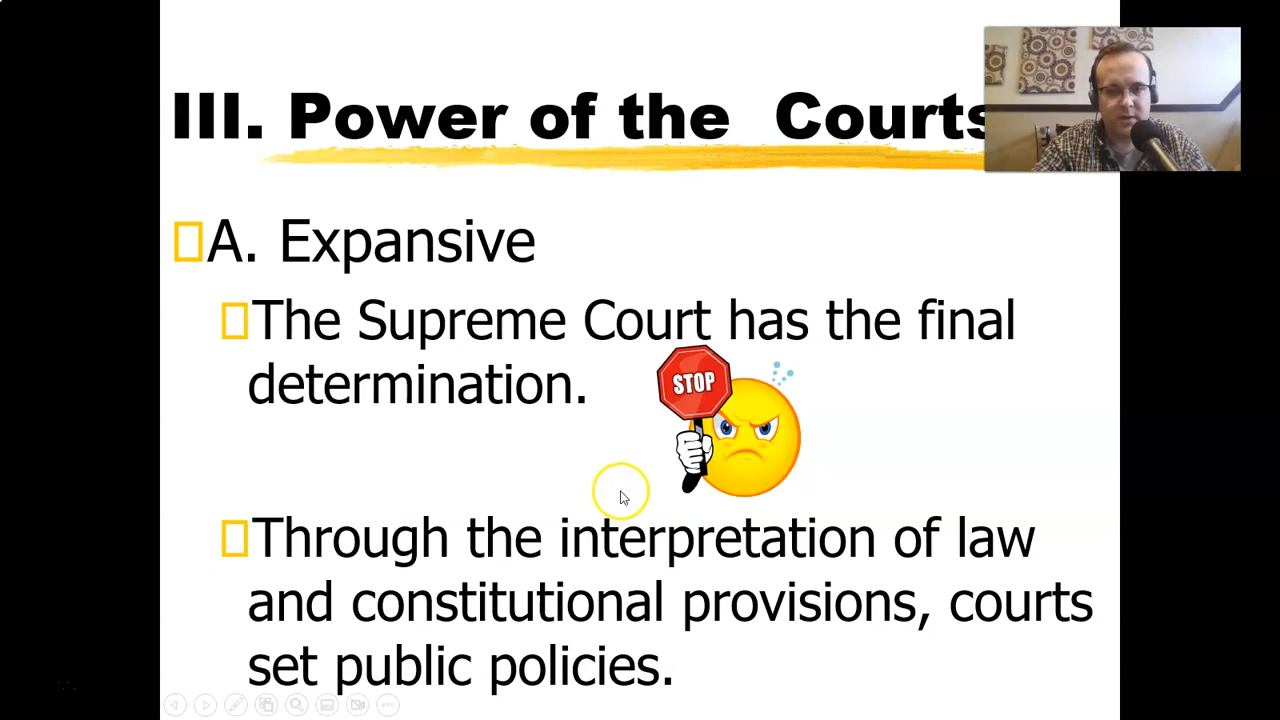 III. Power of the Courts
A. Expansive
The Supreme Court has the final
determination.
STOP
Through the interpretation of law
and constitutional provisions, courts
set public policies.